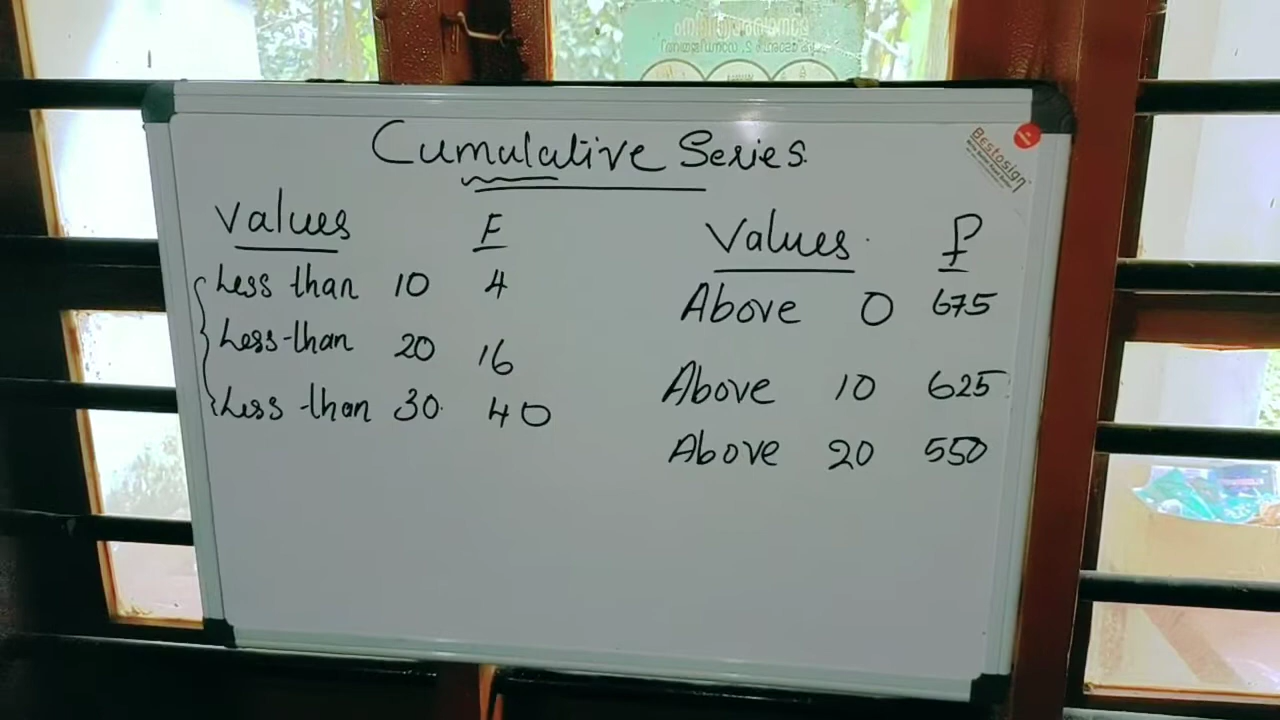 Cumulative Series.
Values F
Less than 10 4
Less than 20 16
Less than 30 40
Values f
Above 0 675
Above 10 625
Above 20 550
Bestosign